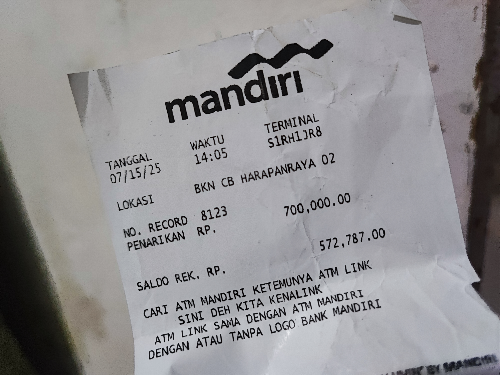 mandiri
TANGGAL WAKTU TERMINAL
07/15/25 14:05 S1RH1JR8
LOKASI BKN CB HARAPANRAYA 02
NO. RECORD 8123
PENARIKAN RP. 700,000.00
SALDO REK. RP. 572,787.00
CARI ATM MANDIRI KETEMUNYA ATM LINK
SINI DEH KITA KENALINK
ATM LINK SAMA DENGAN ATM MANDIRI
DENGAN ATAU TANPA LOGO BANK MANDIRI